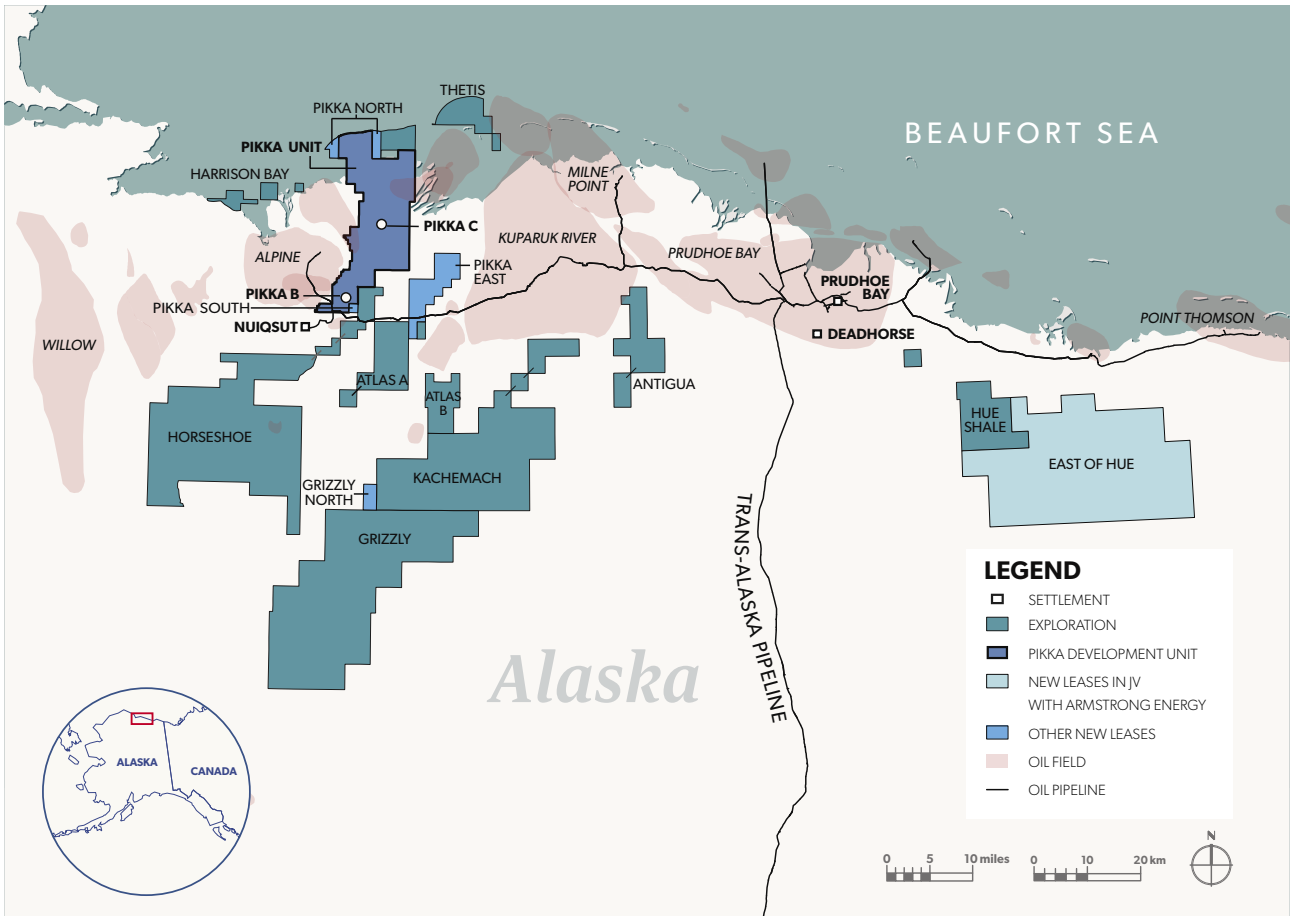 THETIS
PIKKA NORTH
BEAUFORT SEA
PIKKA UNIT
HARRISON BAY
MILNE
POINT
PIKKA C
KUPARUK RIVER
ALPINE
PRUDHOE BAY
PIKKA
EAST
PRUDHOE
BAY
PIKKA B
PIKKA SOUTH
NUIQSUT
DEADHORSE
POINT THOMSON
WILLOW
ATLAS A
ANTIGUA
ATLAS
B
HUE
SHALE
HORSESHOE
EAST OF HUE
KACHEMACH
GRIZZLY
NORTH
GRIZZLY
TRANS-ALASKA PIPELINE
Alaska
LEGEND
SETTLEMENT
EXPLORATION
PIKKA DEVELOPMENT UNIT
NEW LEASES IN JV
WITH ARMSTRONG ENERGY
OTHER NEW LEASES
OIL FIELD
OIL PIPELINE
ALASKA
CANADA
0 5 10 miles
0 10 20 km
N